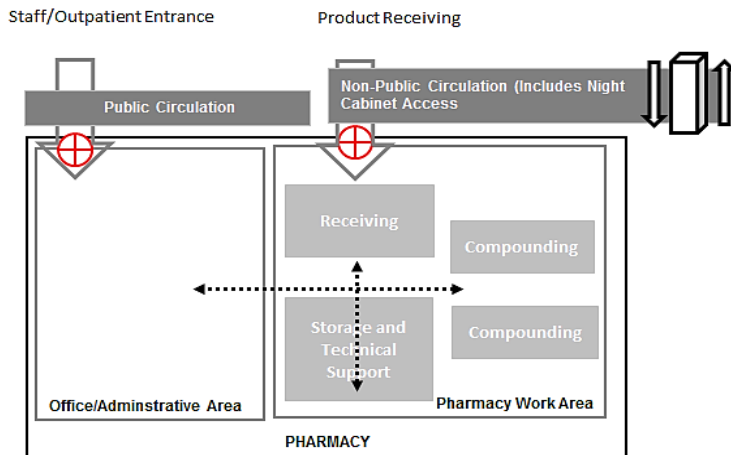 Staff/Outpatient Entrance
Product Receiving
Public Circulation
Non-Public Circulation (Includes Night
Cabinet Access
Receiving
Compounding
Storage and
Technical
Support
Compounding
Office/Adminstrative Area
Pharmacy Work Area
PHARMACY